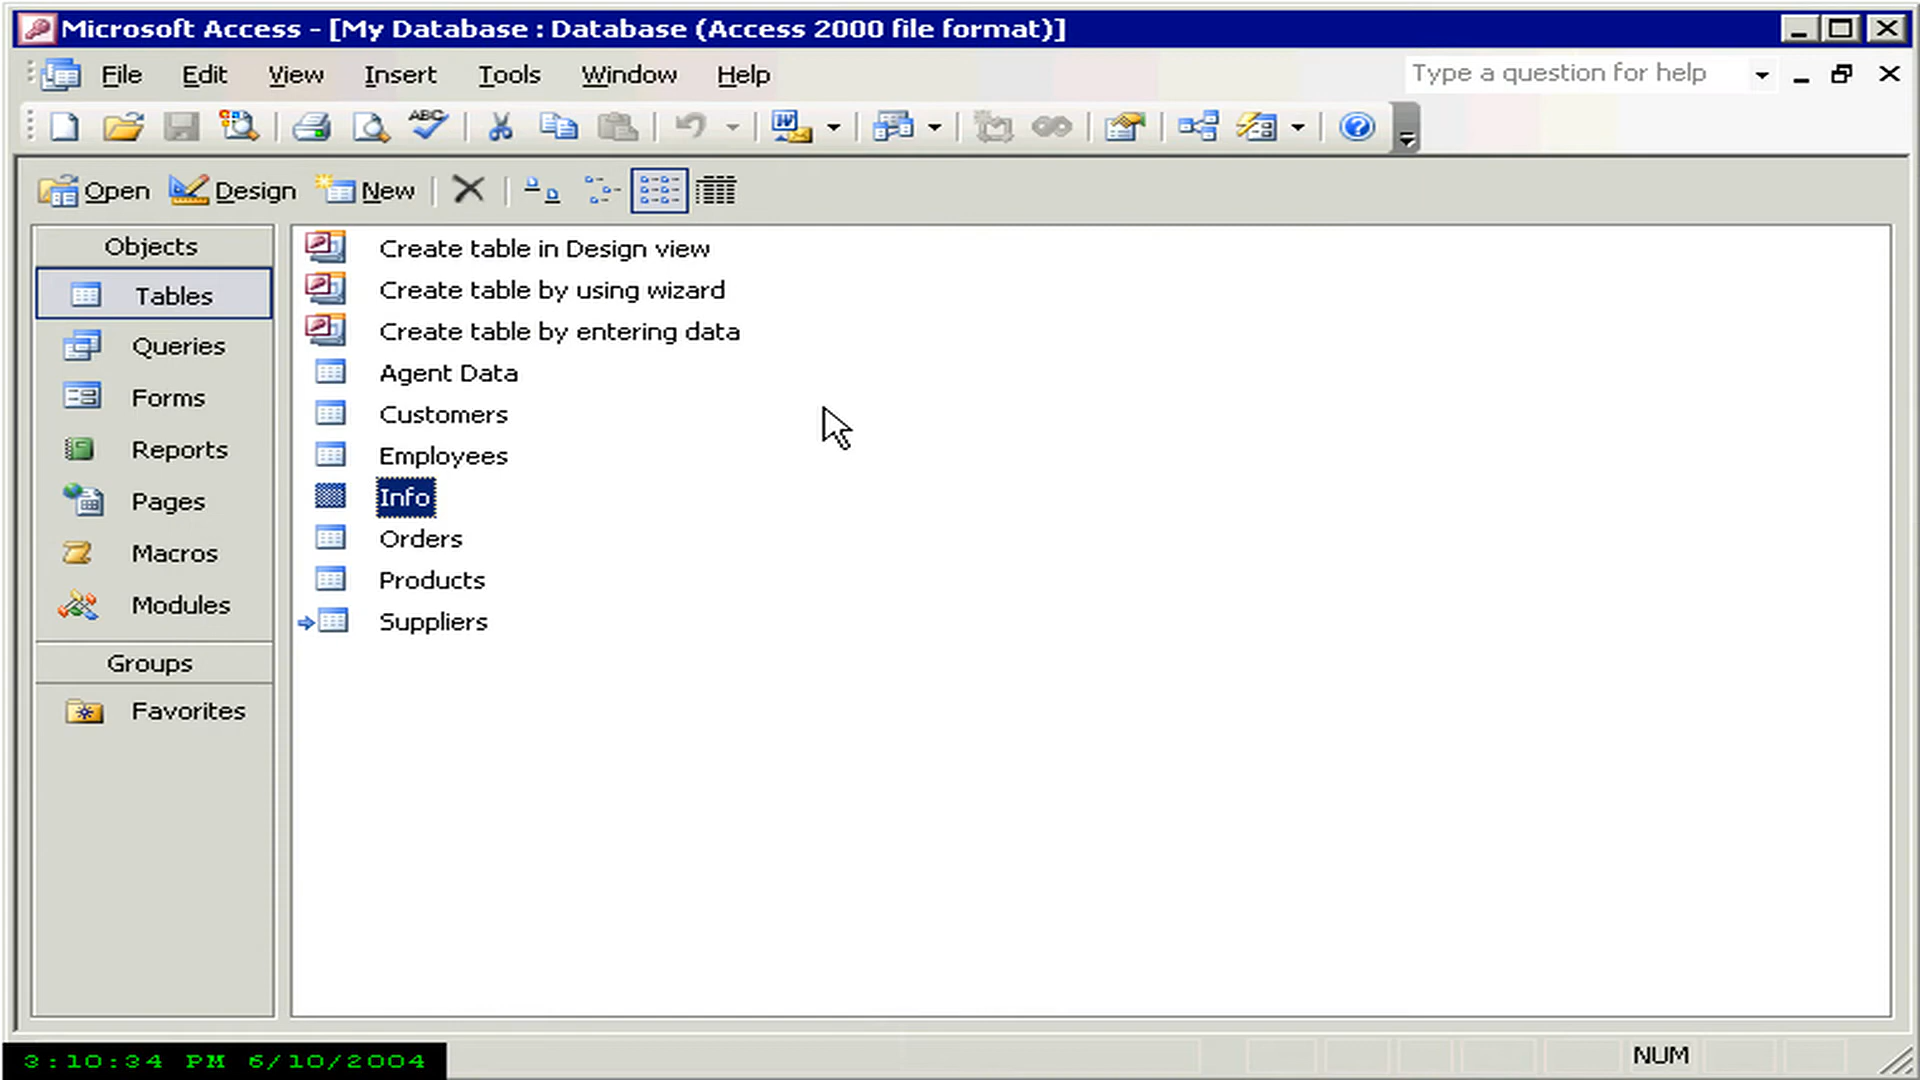 Microsoft Access - [My Database : Database (Access 2000 file format)]
File Edit View Insert Tools Window Help Type a question for help
ABC W ?
Open Design New
Objects
Tables
Queries
Forms
Reports
Pages
Macros
Modules
Groups
Favorites
Create table in Design view
Create table by using wizard
Create table by entering data
Agent Data
Customers
Employees
Info
Orders
Products
Suppliers
3:10:34 PM 6/10/2004 NUM